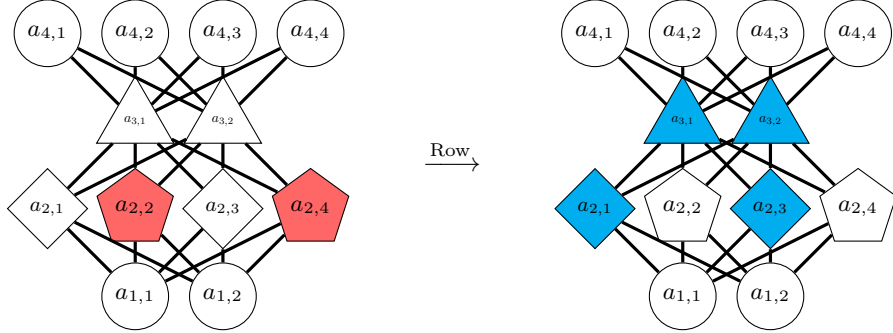 a4,1 a4,2 a4,3 a4,4 a4,1 a4,2 a4,3 a4,4
a3,1 a3,2 a3,1 a3,2
Row
a2,1 a2,2 a2,3 a2,4 a2,1 a2,2 a2,3 a2,4
a1,1 a1,2 a1,1 a1,2